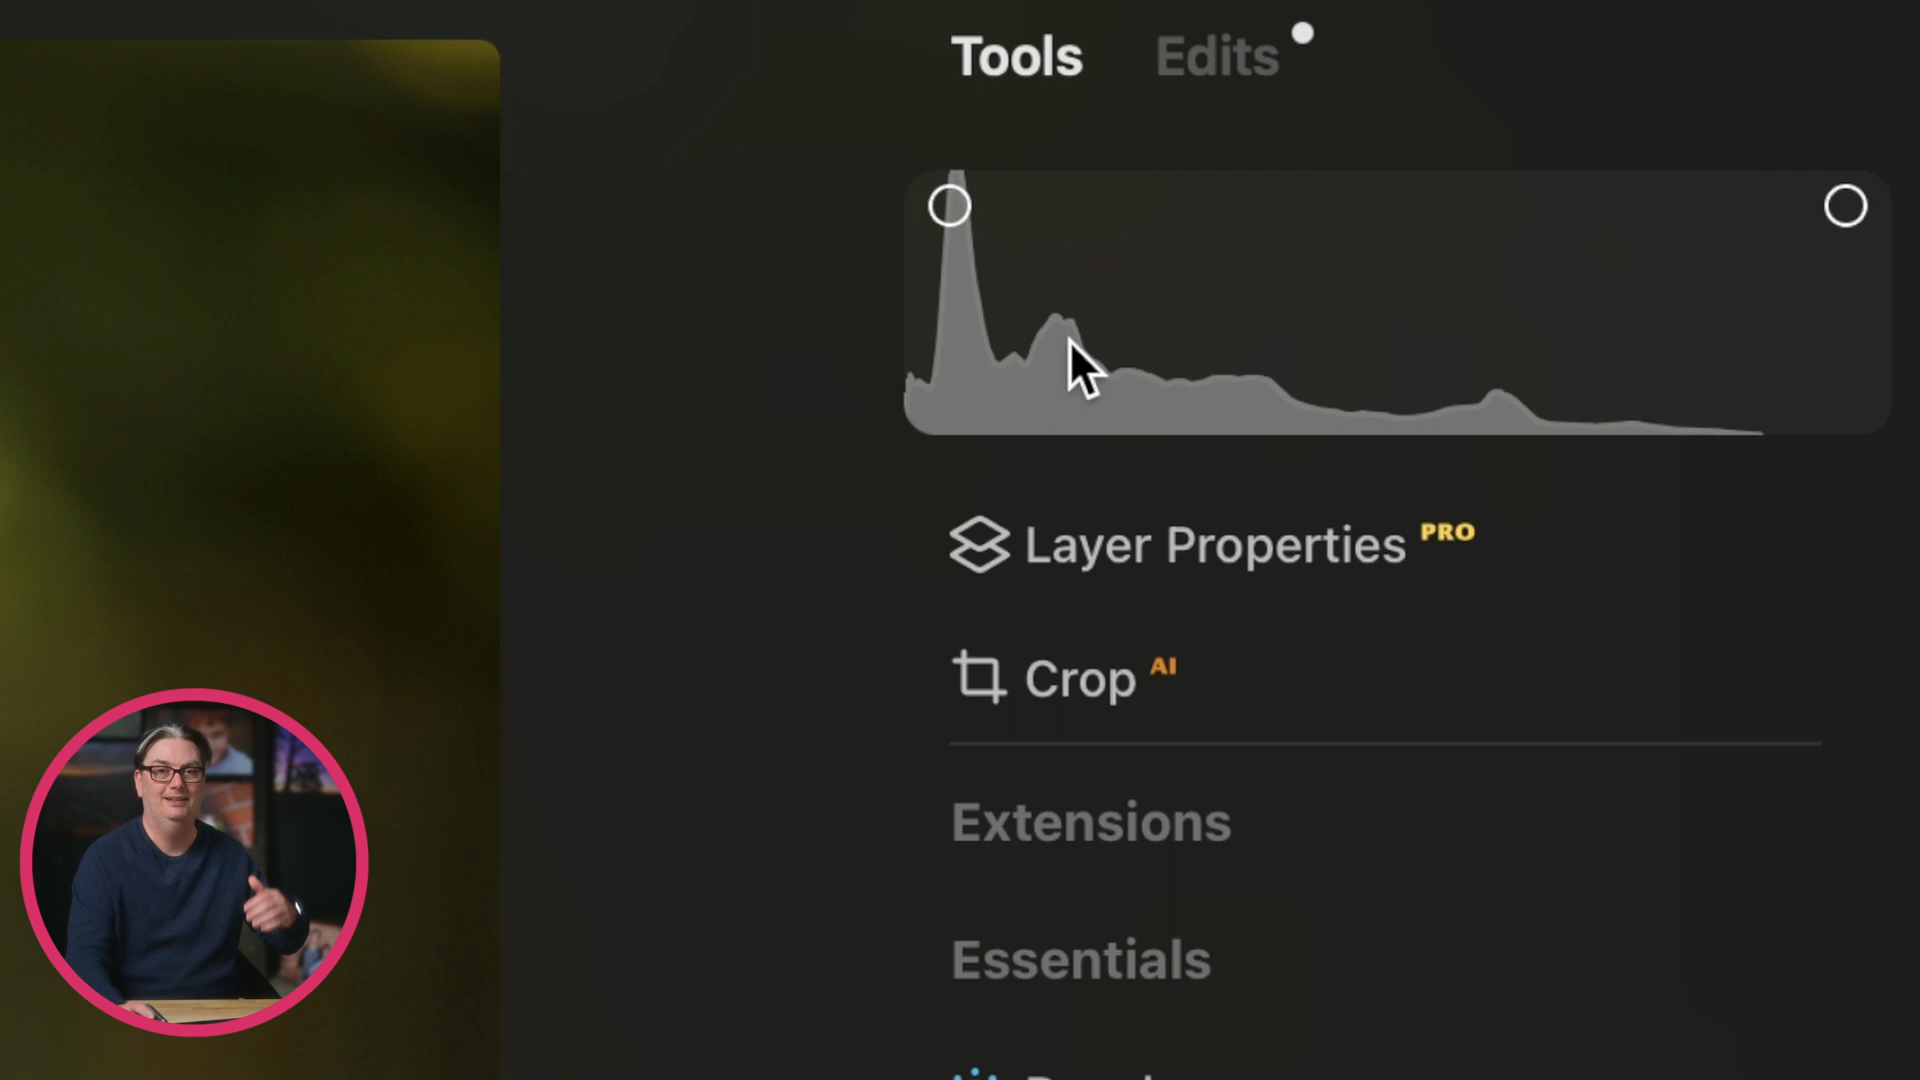 Tools Edits
Layer Properties PRO
Crop AI
Extensions
Essentials